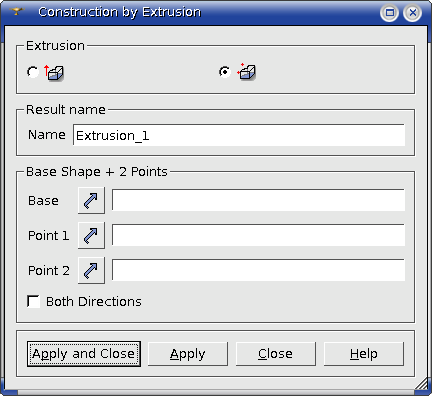 Construction by Extrusion
Extrusion
Result name
Name Extrusion_1
Base Shape + 2 Points
Base
Point 1
Point 2
Both Directions
Apply and Close Apply Close Help